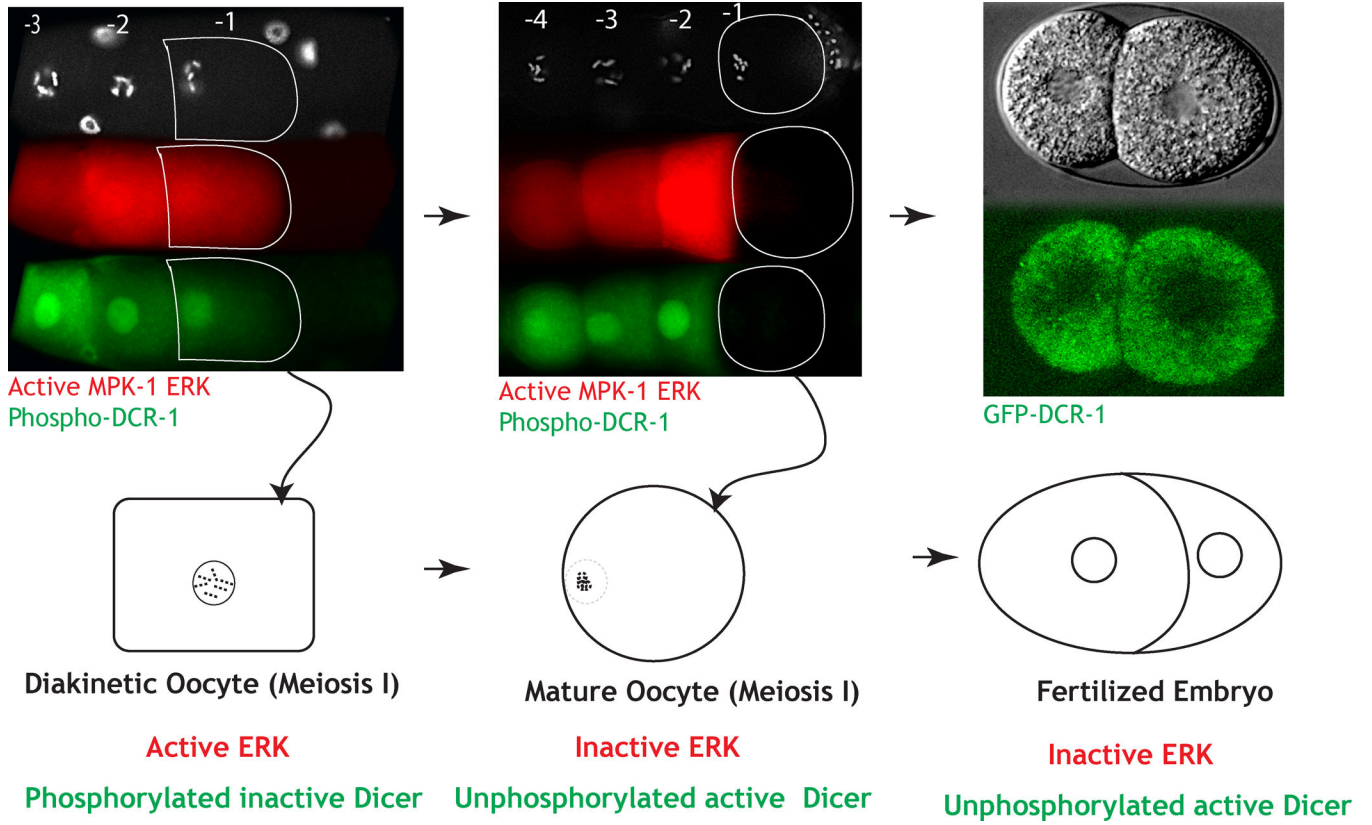 -3 -2 -1
-4 -3 -2 -1
Active MPK-1 ERK
Phospho-DCR-1
Active MPK-1 ERK
Phospho-DCR-1
GFP-DCR-1
Diakinetic Oocyte (Meiosis I)
Mature Oocyte (Meiosis I)
Fertilized Embryo
Active ERK
Inactive ERK
Inactive ERK
Phosphorylated inactive Dicer
Unphosphorylated active Dicer
Unphosphorylated active Dicer